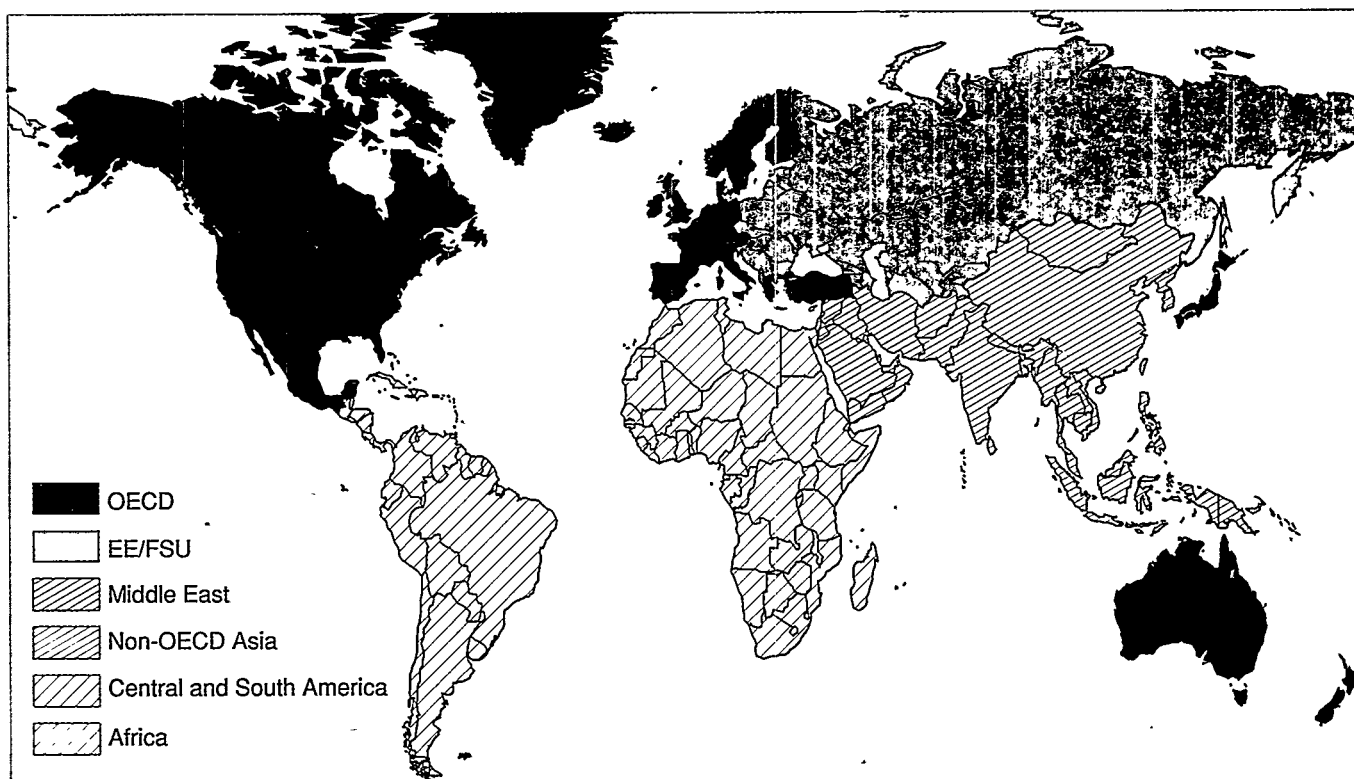 OECD
EE/FSU
Middle East
Non-OECD Asia
Central and South America
Africa